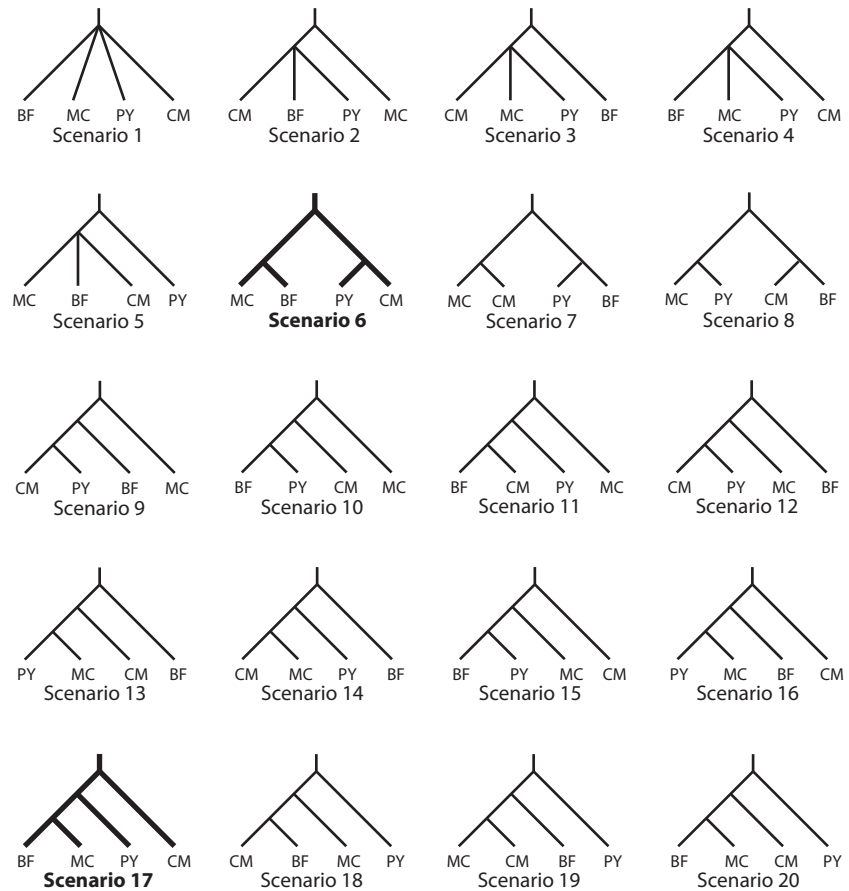 BF MC PY CM CM BF PY MC CM MC PY BF BF MC PY CM
Scenario 1 Scenario 2 Scenario 3 Scenario 4
MC BF CM PY MC BF PY CM MC CM PY BF MC PY CM BF
Scenario 5 Scenario 6 Scenario 7 Scenario 8
CM PY BF MC BF PY CM MC BF CM PY MC CM PY MC BF
Scenario 9 Scenario 10 Scenario 11 Scenario 12
PY MC CM BF CM MC PY BF BF PY MC CM PY MC BF CM
Scenario 13 Scenario 14 Scenario 15 Scenario 16
BF MC PY CM CM BF MC PY MC CM BF PY BF MC CM PY
Scenario 17 Scenario 18 Scenario 19 Scenario 20